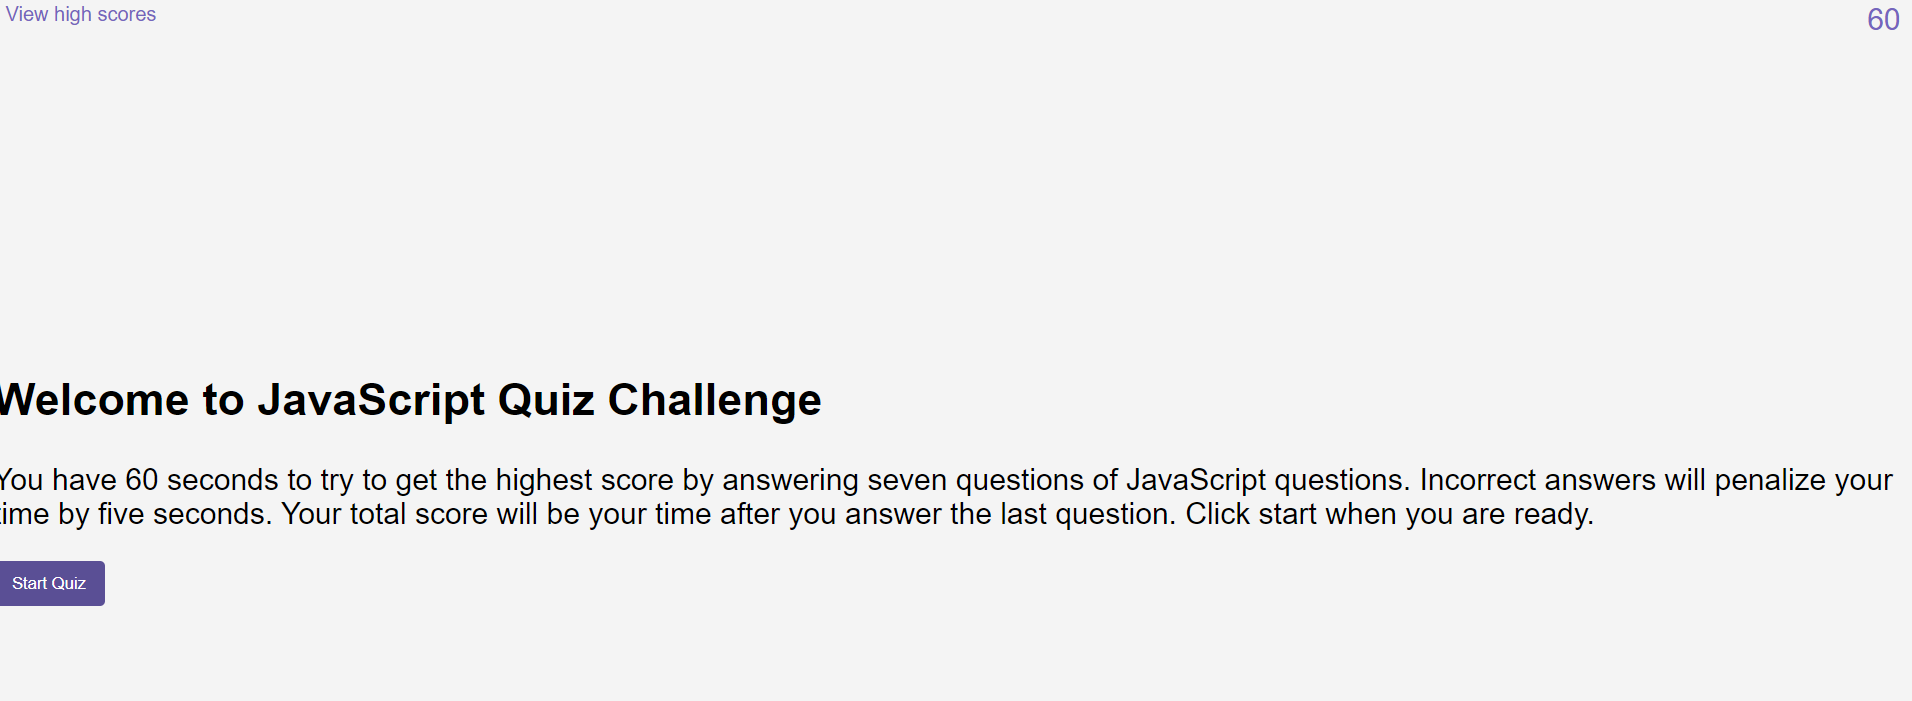 View high scores
60
Welcome to JavaScript Quiz Challenge
You have 60 seconds to try to get the highest score by answering seven questions of JavaScript questions. Incorrect answers will penalize your
time by five seconds. Your total score will be your time after you answer the last question. Click start when you are ready.
Start Quiz